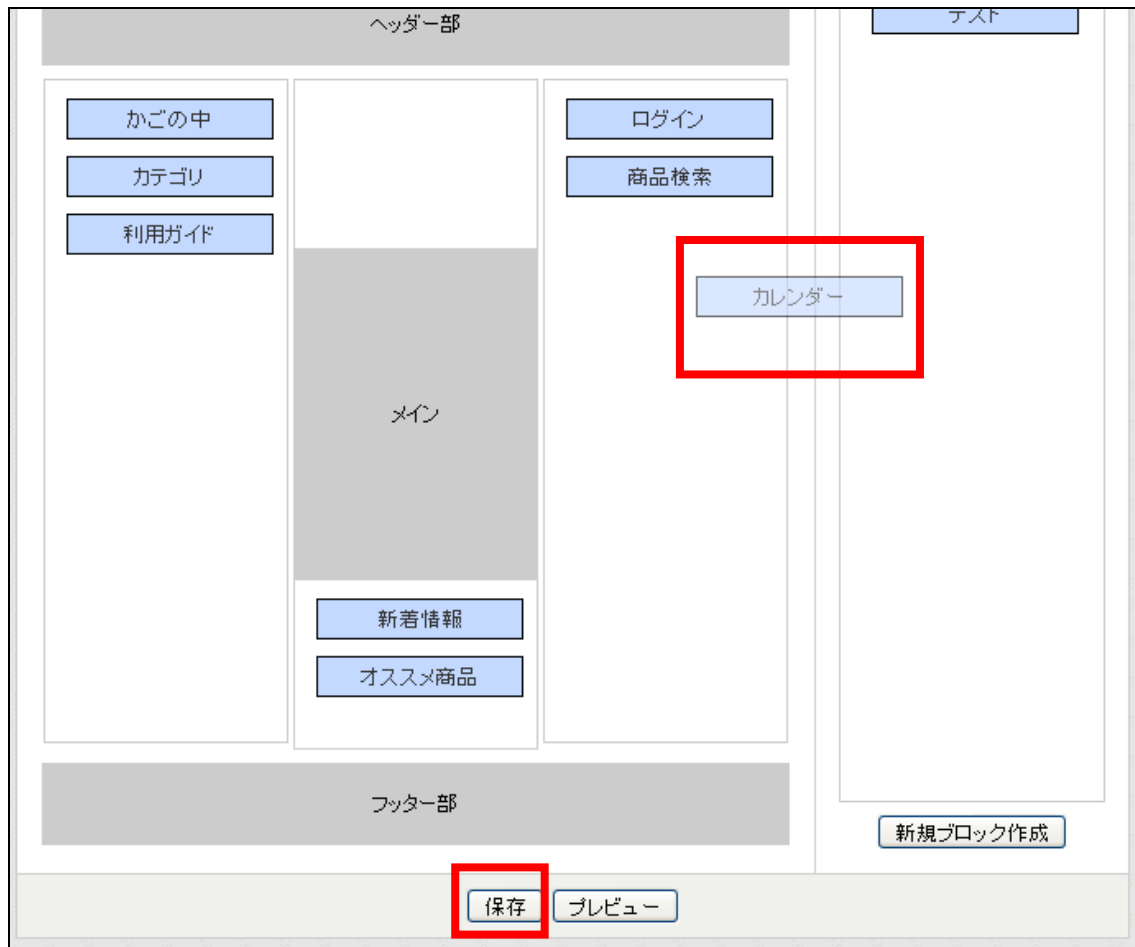 ヘッダー部
テスト
かごの中
カテゴリ
利用ガイド
メイン
新着情報
オススメ商品
ログイン
商品検索
カレンダー
フッター部
新規ブロック作成
保存
プレビュー